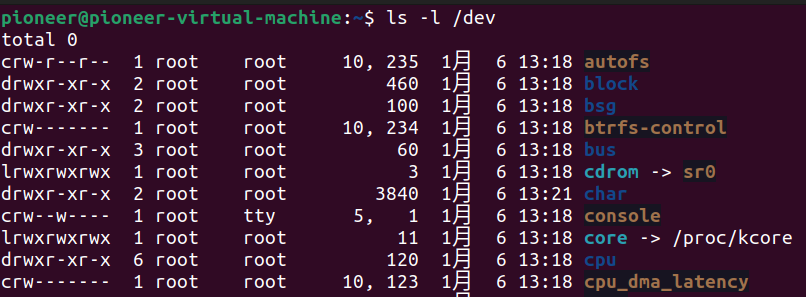 pioneer@pioneer-virtual-machine:~$ ls -l /dev
total 0
crw-r--r--  1 root    root     10, 235  1月   6 13:18 autofs
drwxr-xr-x  2 root    root         460  1月   6 13:18 block
drwxr-xr-x  2 root    root         100  1月   6 13:18 bsg
crw-------  1 root    root     10, 234  1月   6 13:18 btrfs-control
drwxr-xr-x  3 root    root          60  1月   6 13:18 bus
lrwxrwxrwx  1 root    root           3  1月   6 13:18 cdrom -> sr0
drwxr-xr-x  2 root    root        3840  1月   6 13:21 char
crw--w----  1 root    tty       5,   1  1月   6 13:18 console
lrwxrwxrwx  1 root    root          11  1月   6 13:18 core -> /proc/kcore
drwxr-xr-x  6 root    root         120  1月   6 13:18 cpu
crw-------  1 root    root     10, 123  1月   6 13:18 cpu_dma_latency